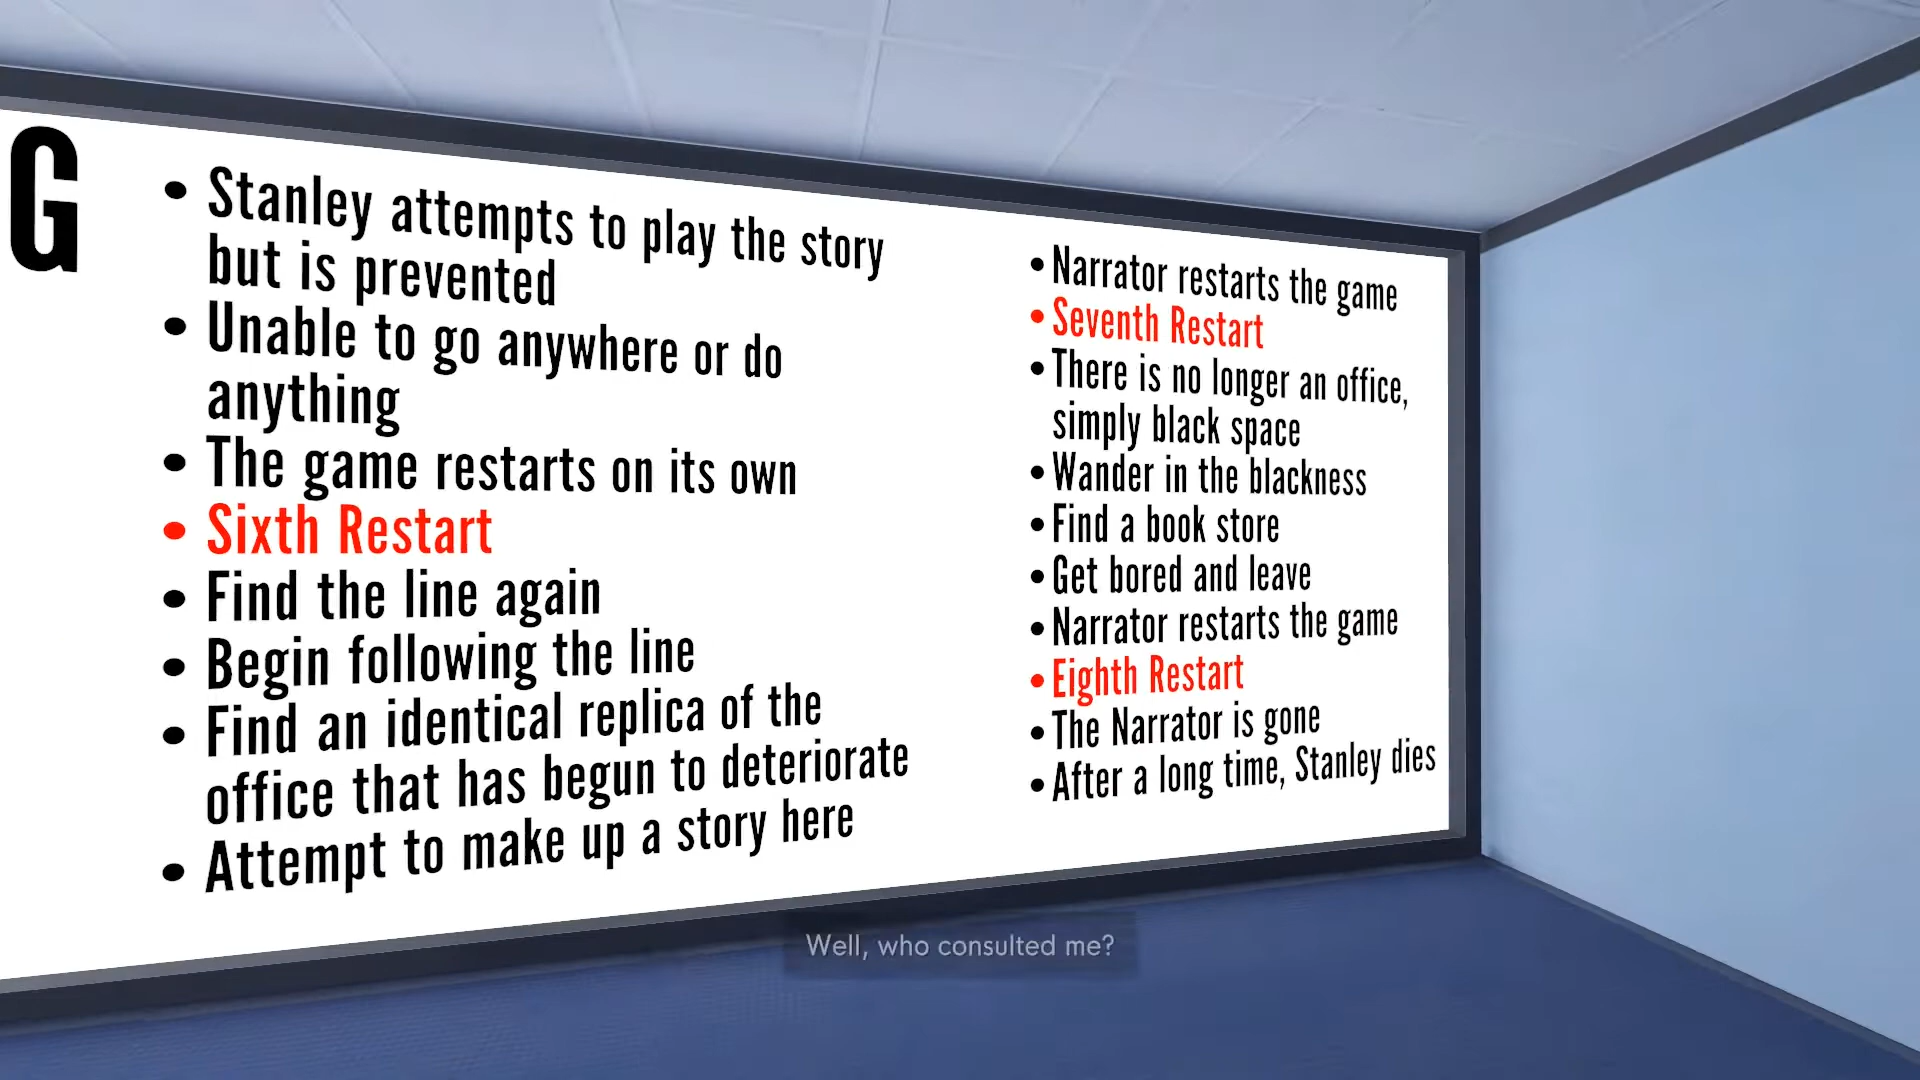 G
• Stanley attempts to play the story
but is prevented
• Unable to go anywhere or do
anything
• The game restarts on its own
• Sixth Restart
• Find the line again
• Begin following the line
• Find an identical replica of the
office that has begun to deteriorate
• Attempt to make up a story here
• Narrator restarts the game
• Seventh Restart
• There is no longer an office,
simply black space
• Wander in the blackness
• Find a book store
• Get bored and leave
• Narrator restarts the game
• Eighth Restart
• The Narrator is gone
• After a long time, Stanley dies
Well, who consulted me?